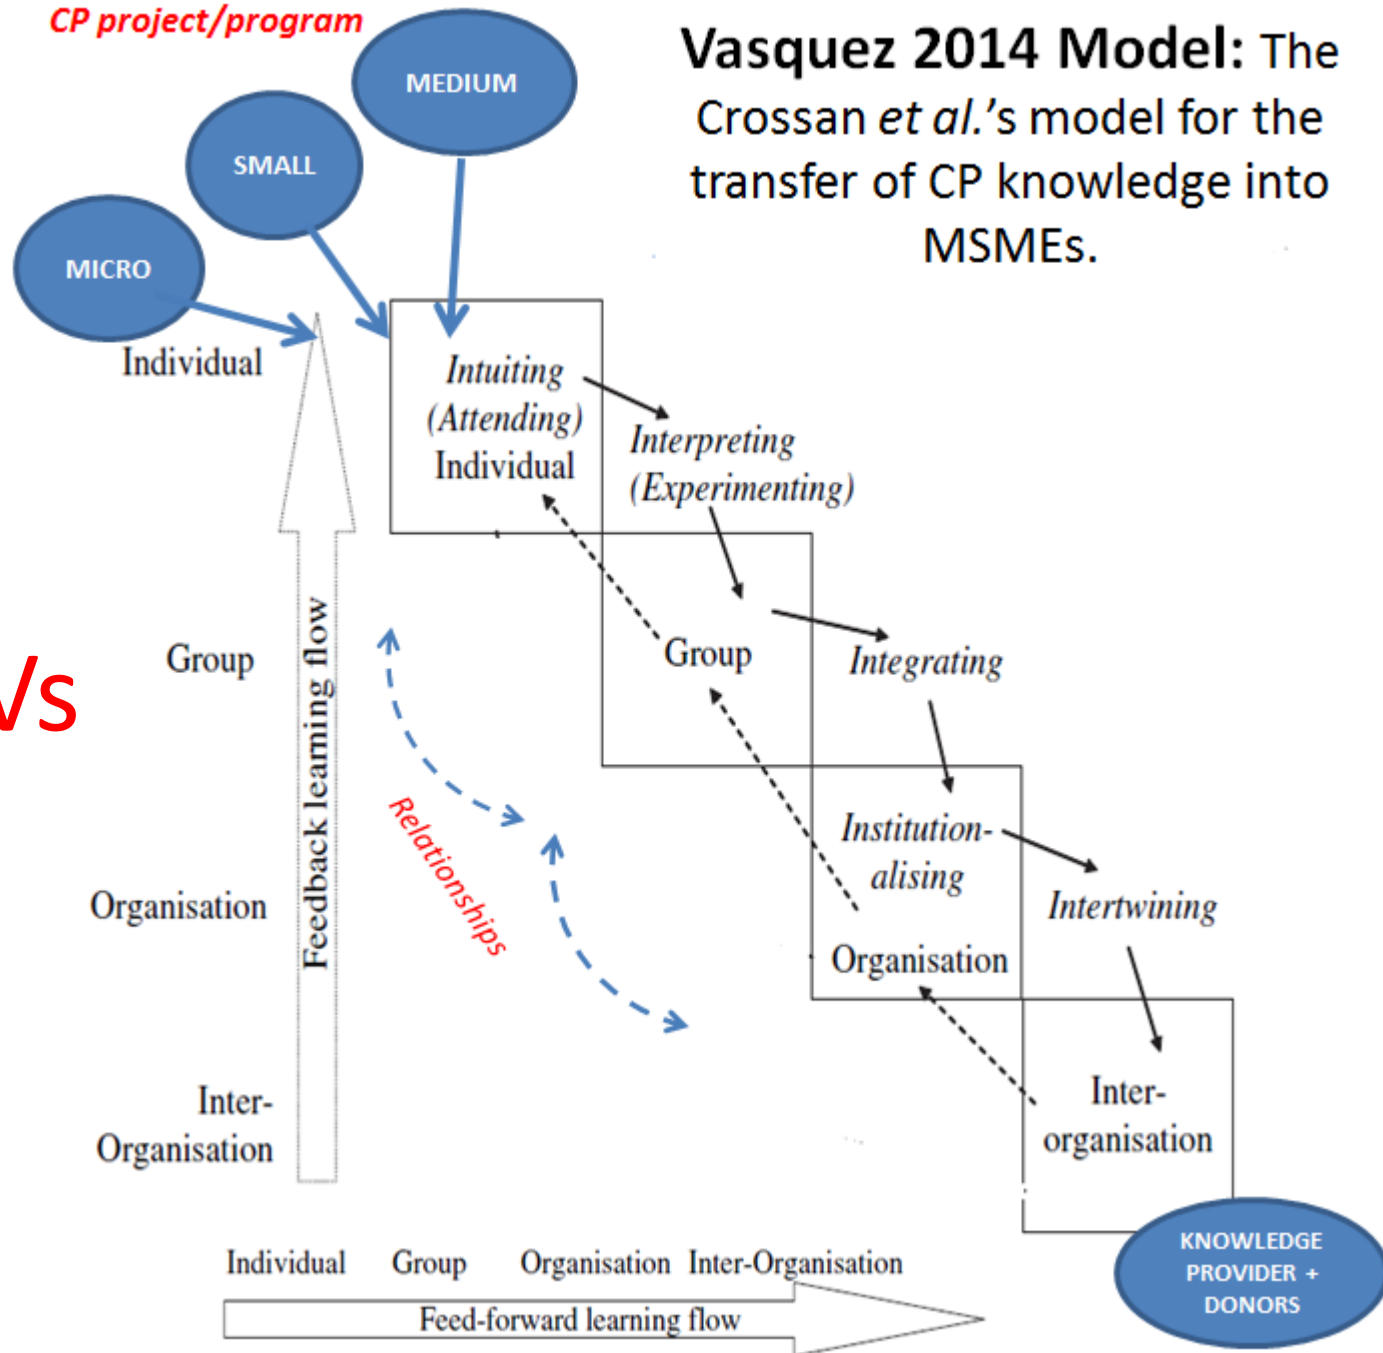 CP project/program
Vasquez 2014 Model: The
Crossan et al.'s model for the
transfer of CP knowledge into
MSMEs.
MEDIUM
SMALL
MICRO
Individual
Group
Organisation
Inter-
Organisation
Feedback learning flow
Vs
Relationships
Intuiting
(Attending)
Individual
Interpreting
(Experimenting)
Group
Integrating
Institution-
alising
Organisation
Intertwining
Inter-
organisation
KNOWLEDGE
PROVIDER +
DONORS
Individual Group Organisation Inter-Organisation
Feed-forward learning flow